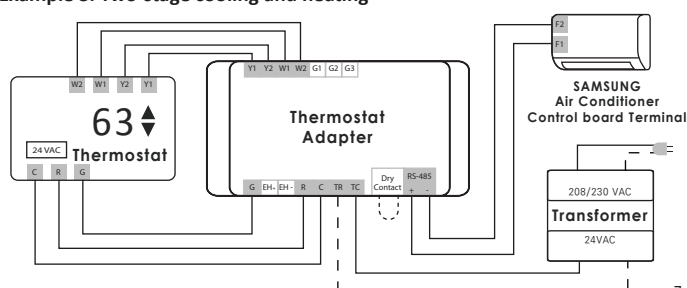 Example of Two-stage cooling and heating
W2 W1 Y2 Y1
63
24 VAC
Thermostat
C R G
Y1 Y2 W1 W2 G1 G2 G3
Thermostat
Adapter
G EH+ EH - R C TR TC
Dry
Contact
RS-485
+ -
F2
F1
SAMSUNG
Air Conditioner
Control board Terminal
208/230 VAC
Transformer
24VAC